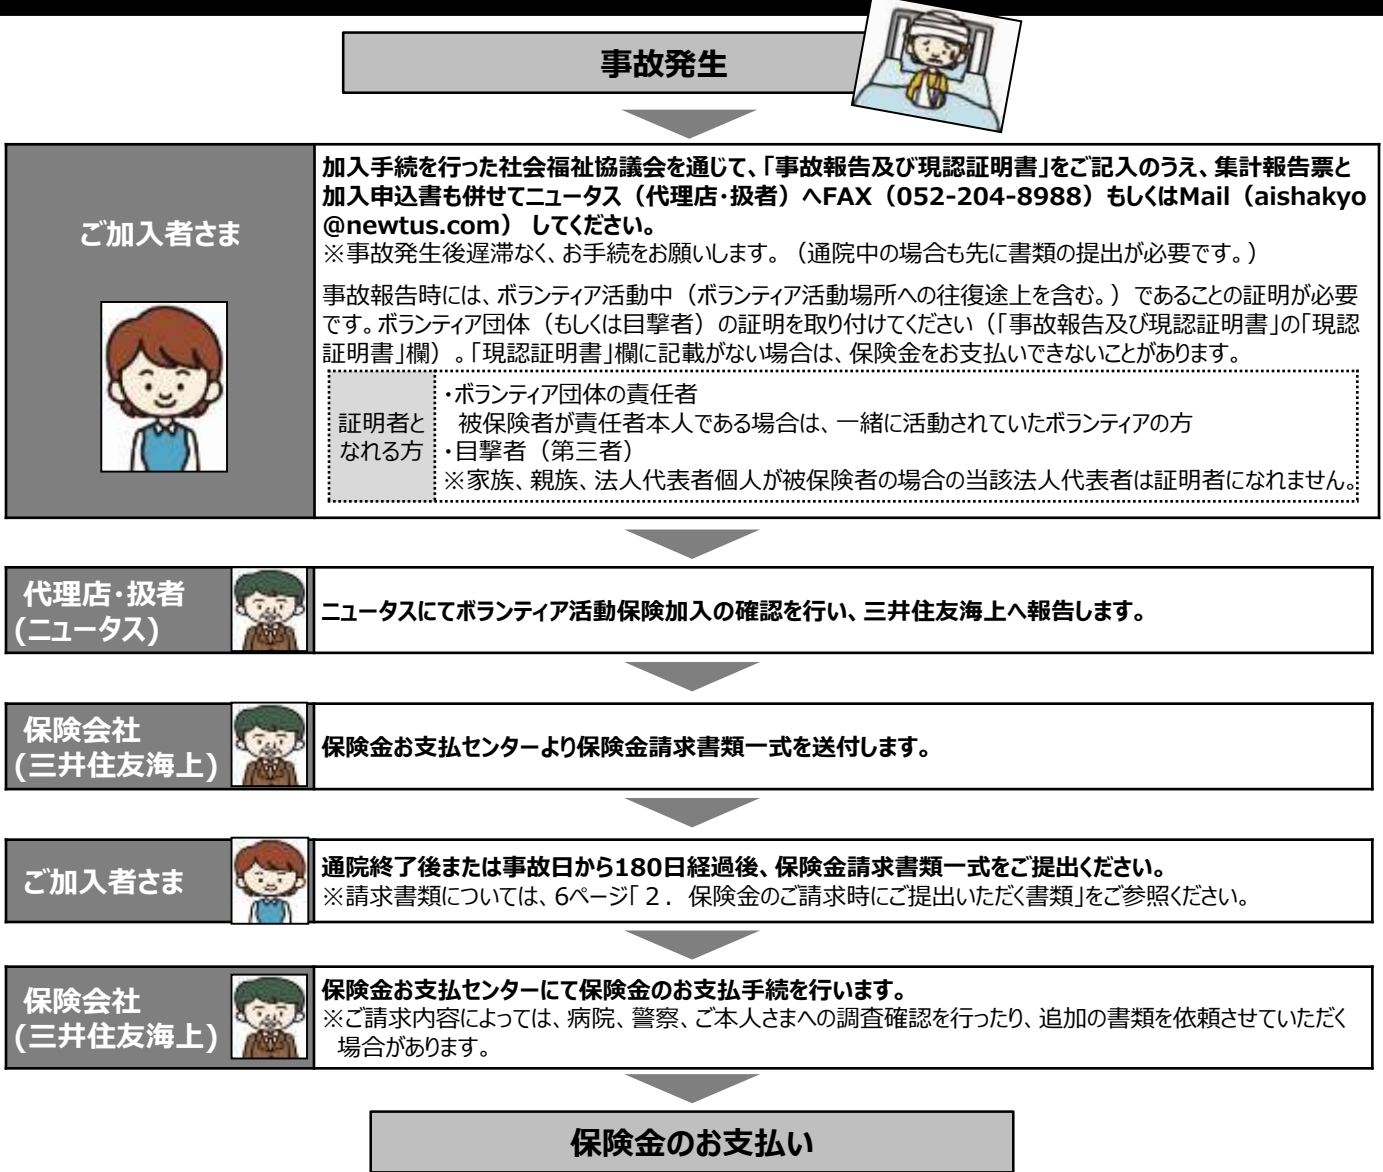 事故発生
ご加入者さま
加入手続を行った社会福祉協議会を通じて、「事故報告及び現認証明書」をご記入のうえ、集計報告票と
加入申込書も併せてニュータス（代理店・扱者）へFAX（052-204-8988）もしくはMail（aishakyo
@newtus.com） してください。
※事故発生後遅滞なく、お手続をお願いします。（通院中の場合も先に書類の提出が必要です。）
事故報告時には、ボランティア活動中（ボランティア活動場所への往復途上を含む。）であることの証明が必要
です。ボランティア団体（もしくは目撃者）の証明を取り付けてください（「事故報告及び現認証明書」の「現認
証明書」欄）。「現認証明書」欄に記載がない場合は、保険金をお支払いできないことがあります。
証明者と
なれる方
・ボランティア団体の責任者
被保険者が責任者本人である場合は、一緒に活動されていたボランティアの方
・目撃者（第三者）
※家族、親族、法人代表者個人が被保険者の場合の当該法人代表者は証明者になれません。
代理店・扱者
(ニュータス)
ニュータスにてボランティア活動保険加入の確認を行い、三井住友海上へ報告します。
保険会社
(三井住友海上)
保険金お支払センターより保険金請求書類一式を送付します。
ご加入者さま
通院終了後または事故日から180日経過後、保険金請求書類一式をご提出ください。
※請求書類については、6ページ「２．保険金のご請求時にご提出いただく書類」をご参照ください。
保険会社
(三井住友海上)
保険金お支払センターにて保険金のお支払手続を行います。
※ご請求内容によっては、病院、警察、ご本人さまへの調査確認を行ったり、追加の書類を依頼させていただく
場合があります。
保険金のお支払い